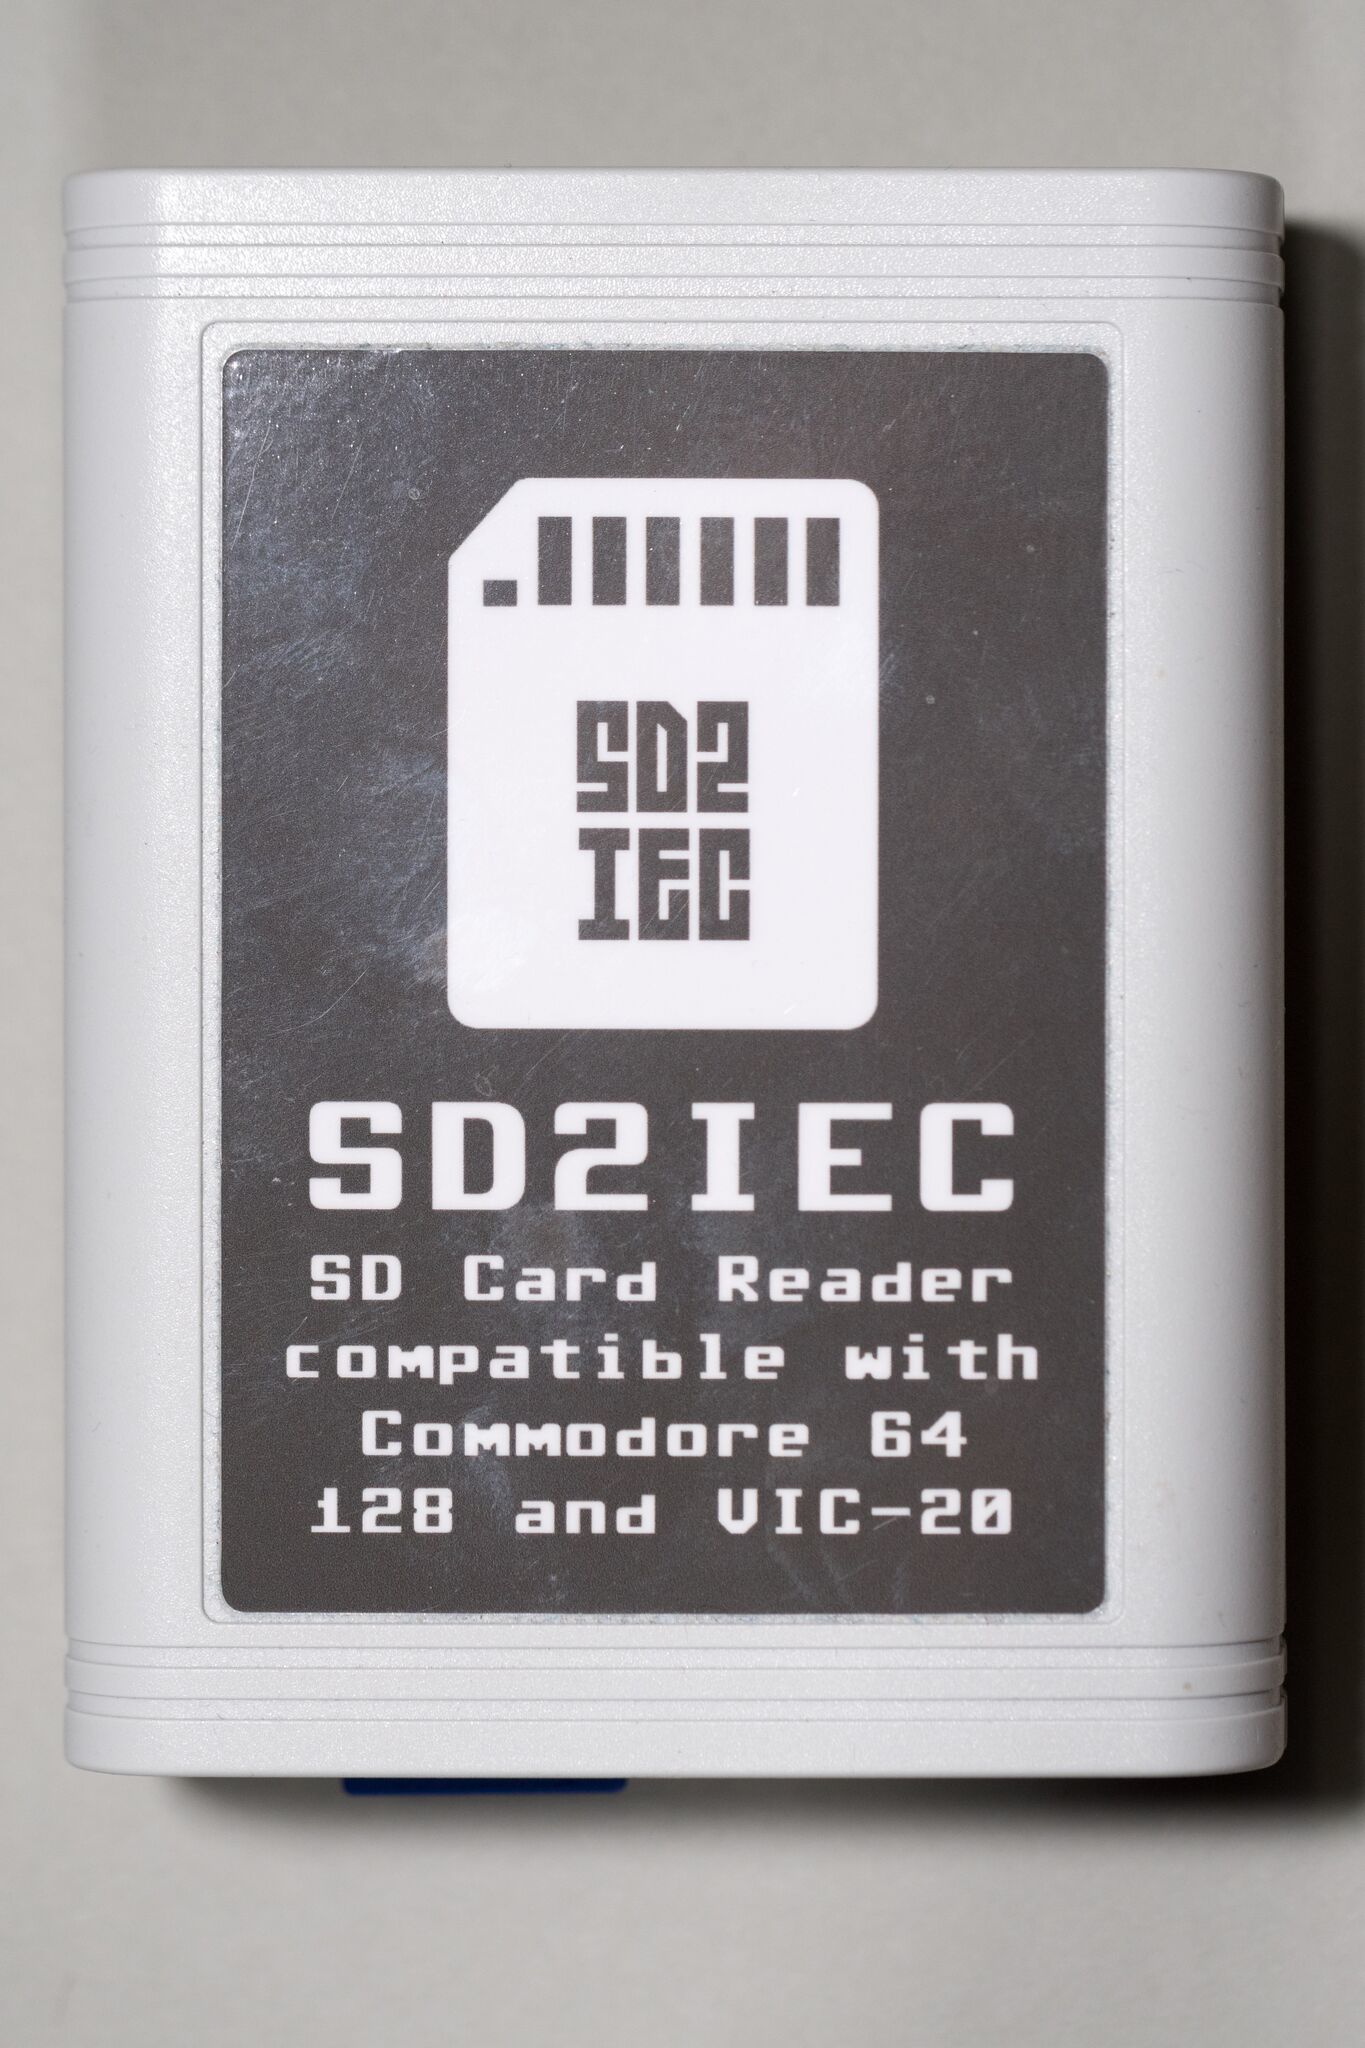 SD2
IEC
SD2IEC
SD Card Reader
compatible with
Commodore 64
128 and VIC-20